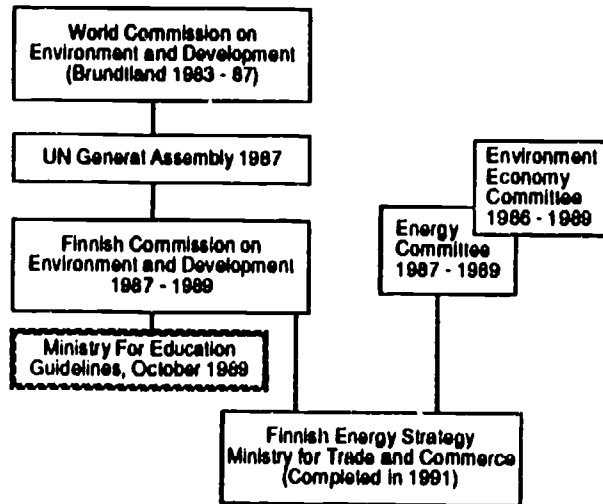 World Commission on
Environment and Development
(Brundtland 1983 - 87)
UN General Assembly 1987
Environment
Economy
Committee
1986 - 1989
Energy
Committee
1987 - 1989
Finnish Commission on
Environment and Development
1987 - 1989
Ministry For Education
Guidelines, October 1989
Finnish Energy Strategy
Ministry for Trade and Commerce
(Completed in 1991)